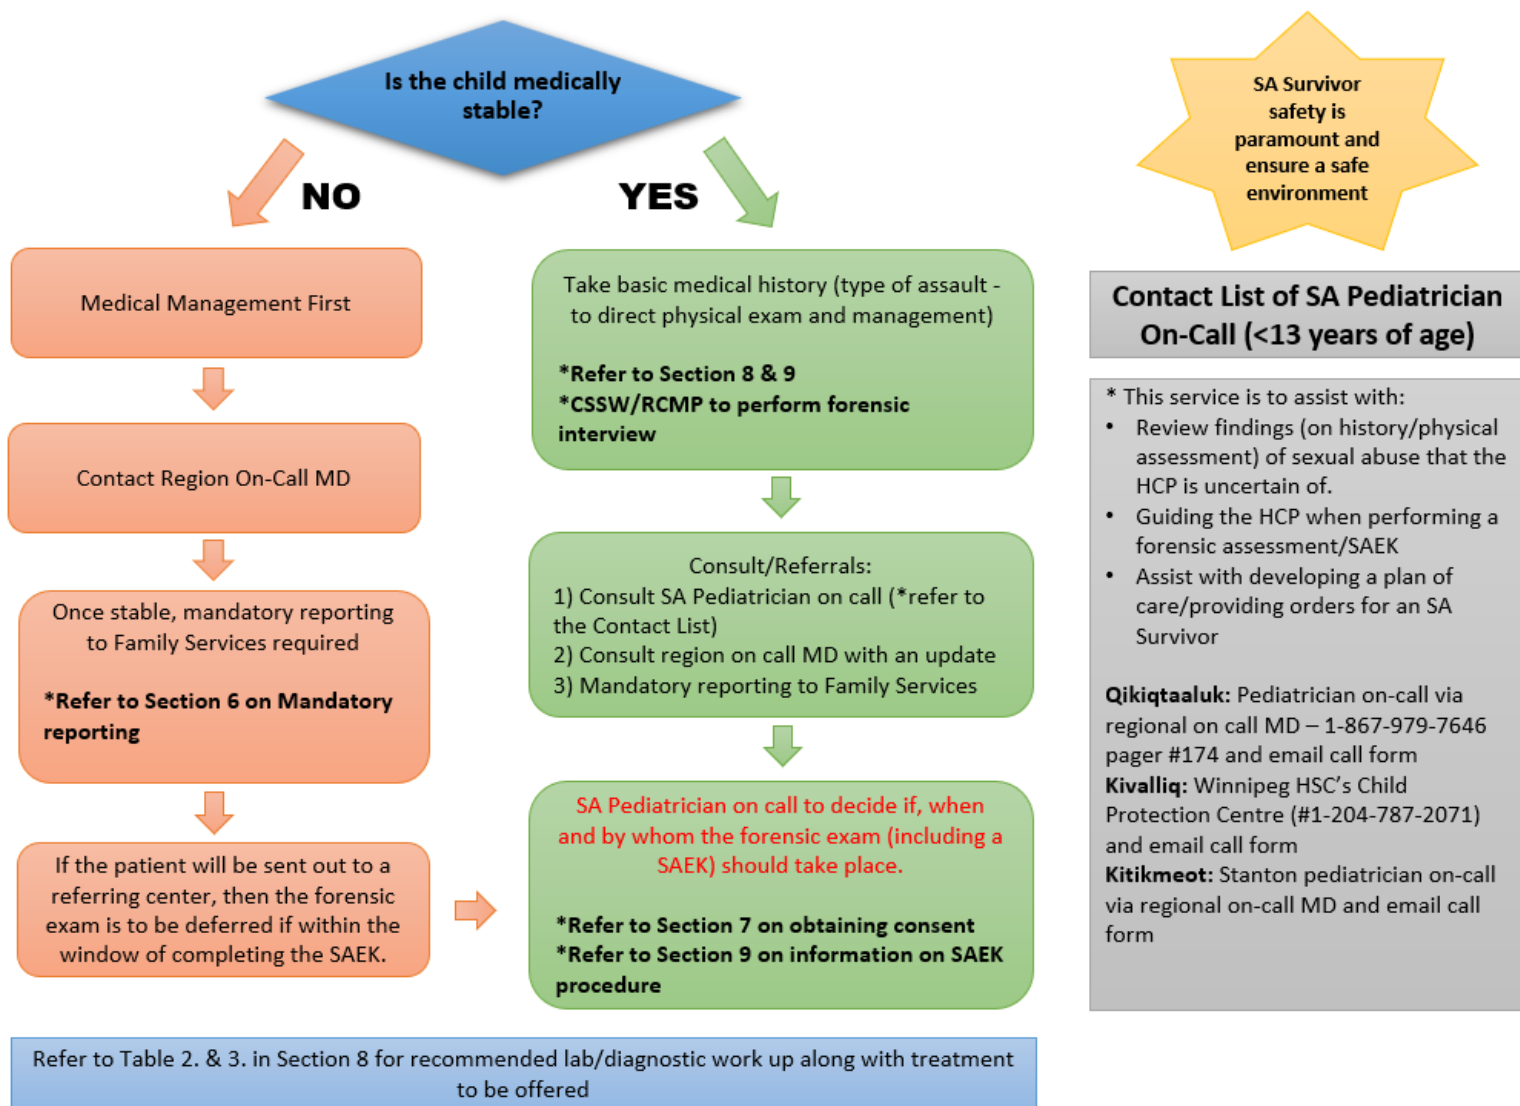 Is the child medically
stable?
NO
YES
Medical Management First
Contact Region On-Call MD
Once stable, mandatory reporting
to Family Services required
*Refer to Section 6 on Mandatory
reporting
If the patient will be sent out to a
referring center, then the forensic
exam is to be deferred if within the
window of completing the SAEK.
Take basic medical history (type of assault -
to direct physical exam and management)
*Refer to Section 8 & 9
*CSSW/RCMP to perform forensic
interview
Consult/Referrals:
1) Consult SA Pediatrician on call (*refer to
the Contact List)
2) Consult region on call MD with an update
3) Mandatory reporting to Family Services
SA Pediatrician on call to decide if, when
and by whom the forensic exam (including a
SAEK) should take place.
*Refer to Section 7 on obtaining consent
*Refer to Section 9 on information on SAEK
procedure
Refer to Table 2. & 3. in Section 8 for recommended lab/diagnostic work up along with treatment
to be offered
SA Survivor
safety is
paramount and
ensure a safe
environment
Contact List of SA Pediatrician
On-Call (<13 years of age)
* This service is to assist with:
• Review findings (on history/physical
assessment) of sexual abuse that the
HCP is uncertain of.
• Guiding the HCP when performing a
forensic assessment/SAEK
• Assist with developing a plan of
care/providing orders for an SA
Survivor
Qikiqtaaluk: Pediatrician on-call via
regional on call MD – 1-867-979-7646
pager #174 and email call form
Kivalliq: Winnipeg HSC's Child
Protection Centre (#1-204-787-2071)
and email call form
Kitikmeot: Stanton pediatrician on-call
via regional on-call MD and email call
form